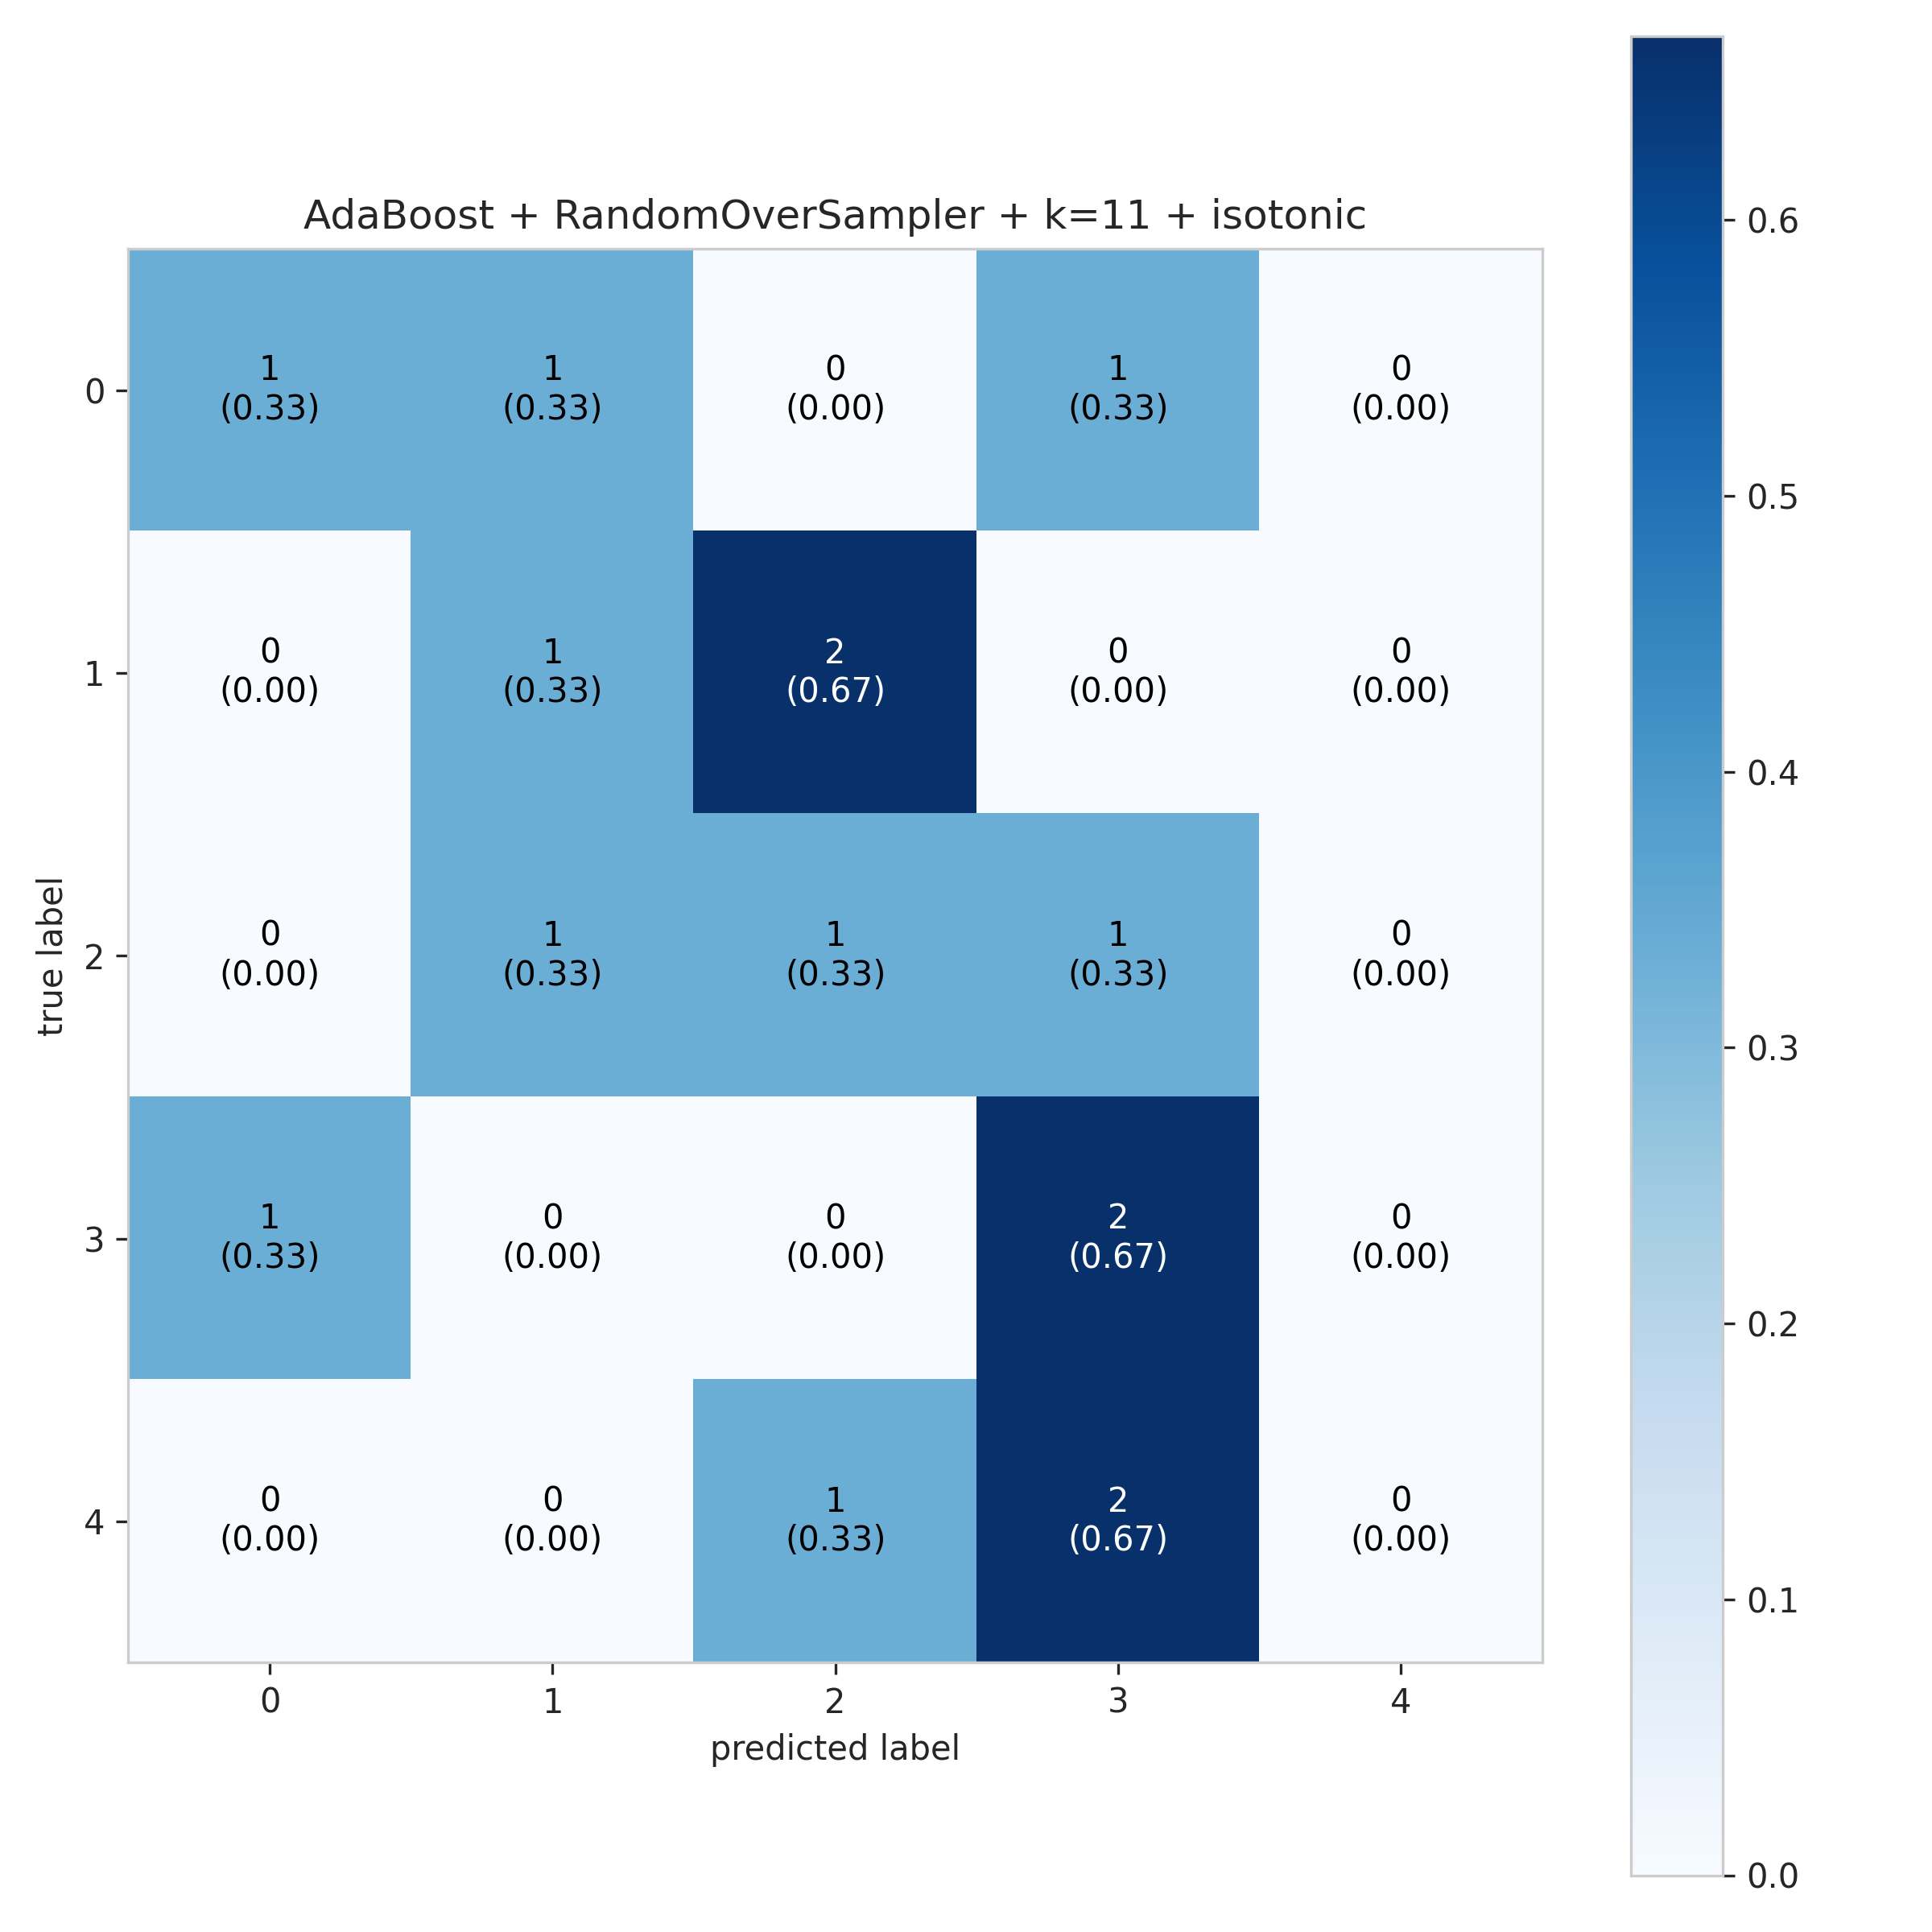 AdaBoost + RandomOverSampler + k=11 + isotonic
0.6
0.5
0.4
0.3
0.2
0.1
0.0
true label
0
1
2
3
4
1 1 0 1 0
(0.33) (0.33) (0.00) (0.33) (0.00)
0 1 2 0 0
(0.00) (0.33) (0.67) (0.00) (0.00)
0 1 1 1 0
(0.00) (0.33) (0.33) (0.33) (0.00)
1 0 0 2 0
(0.33) (0.00) (0.00) (0.67) (0.00)
0 0 1 2 0
(0.00) (0.00) (0.33) (0.67) (0.00)
0 1 2 3 4
predicted label